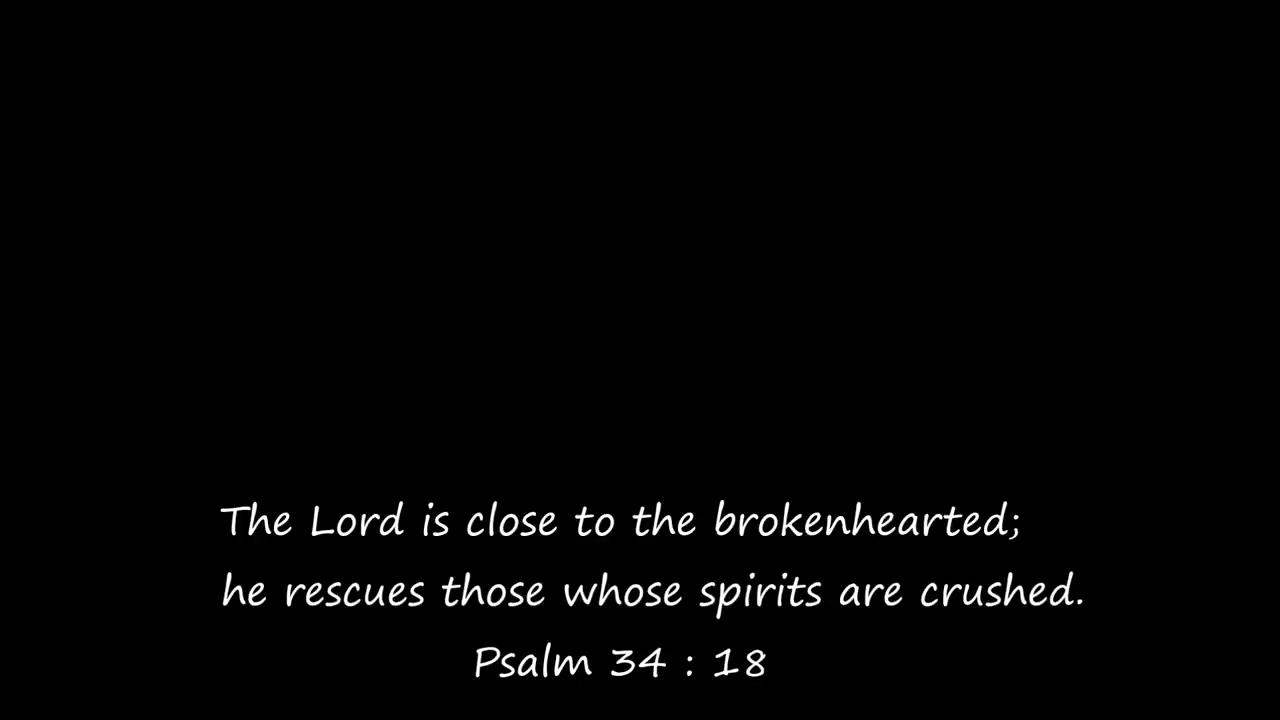 The Lord is close to the brokenhearted;
he rescues those whose spirits are crushed.
Psalm 34 : 18